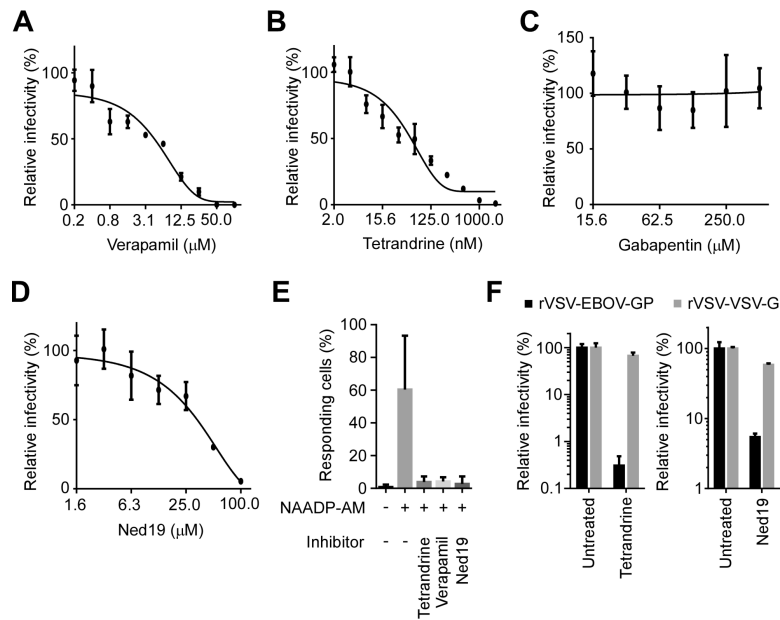 A
Relative infectivity (%)
100
50
0
0.2 0.8 3.1 12.5 50.0
Verapamil (μM)
B
Relative infectivity (%)
100
50
0
2.0 15.6 125.0 1000.0
Tetrandrine (nM)
C
Relative infectivity (%)
150
100
50
0
15.6 62.5 250.0
Gabapentin (μM)
D
Relative infectivity (%)
100
50
0
1.6 6.3 25.0 100.0
Ned19 (μM)
E
Responding cells (%)
100
80
60
40
20
0
NAADP-AM - + + + +
Inhibitor - - Tetrandrine Verapamil Ned19
F
rVSV-EBOV-GP rVSV-VSV-G
Relative infectivity (%)
100
10
1
0.1
Untreated
Tetrandrine
Relative infectivity (%)
100
10
1
Untreated
Ned19